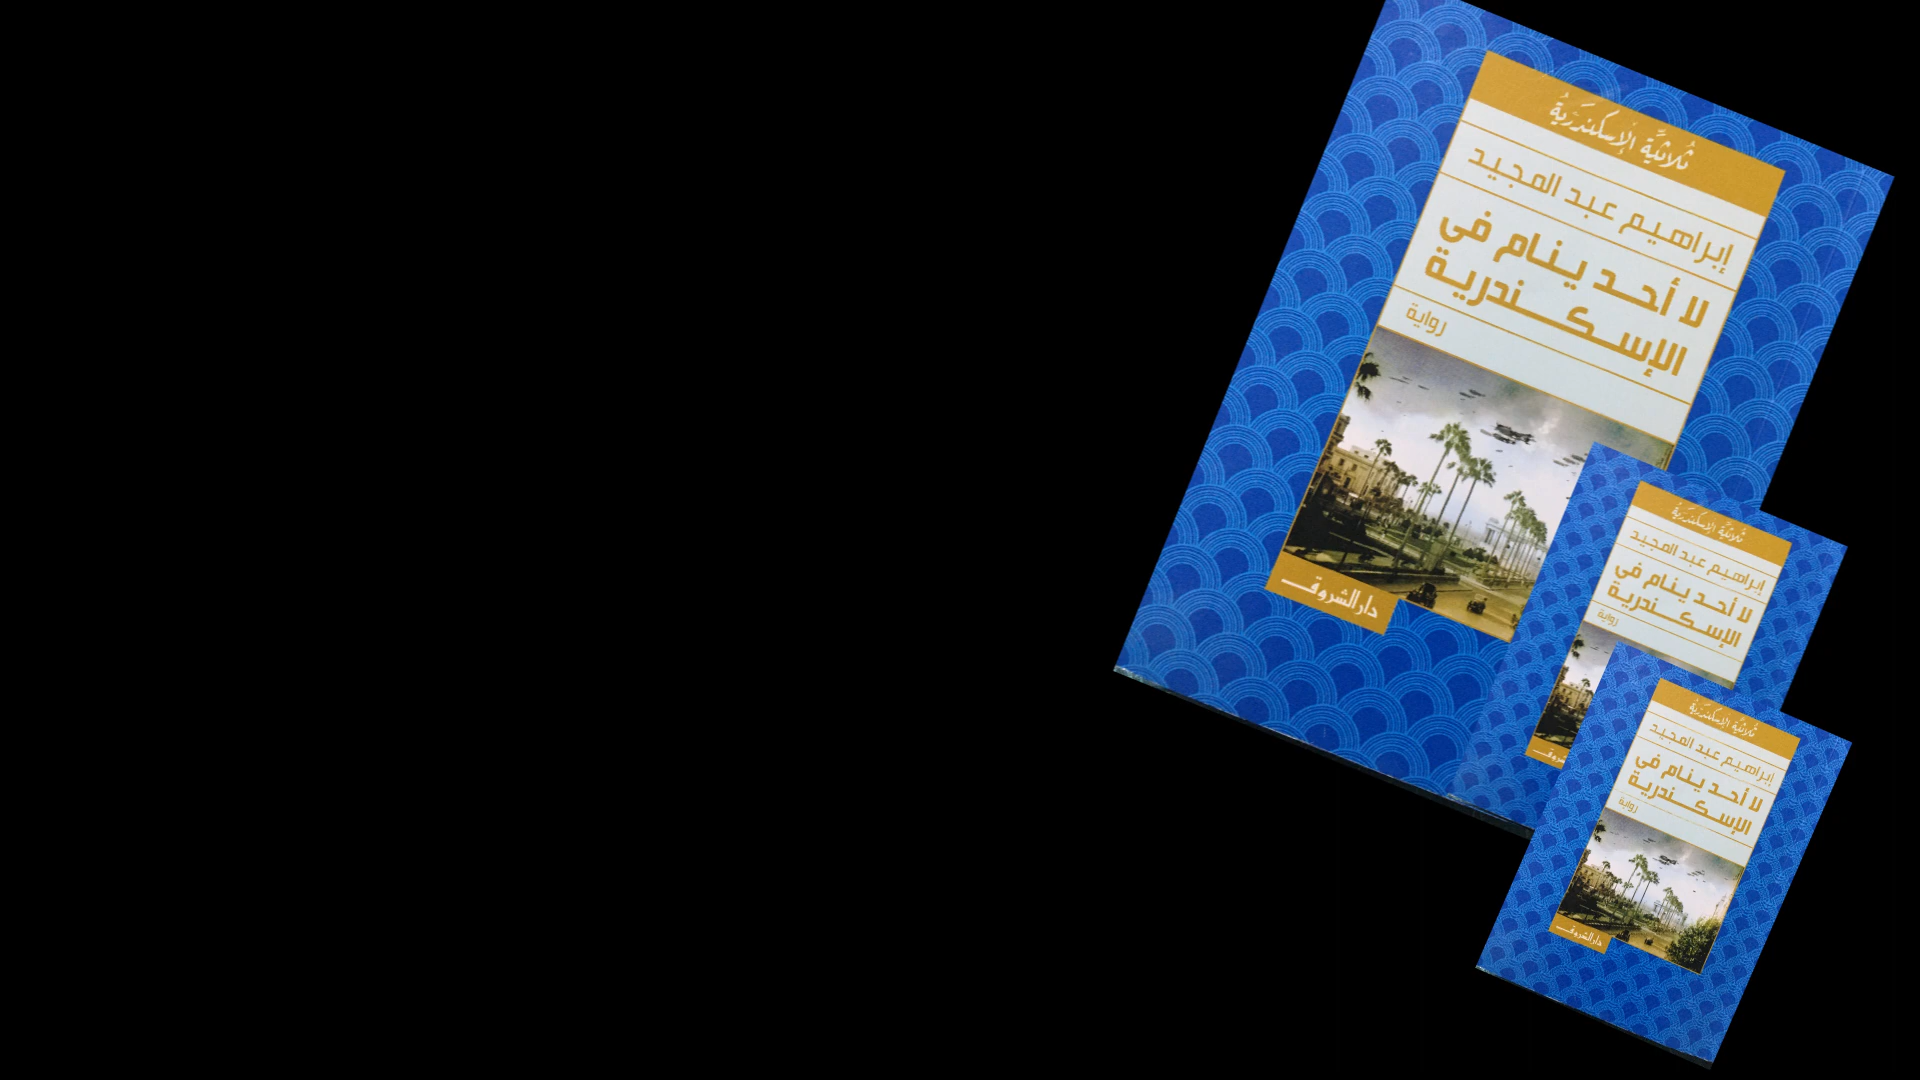 ثلاثية الإسكندرية
إبراهيم عبد المجيد
لا أحد ينام في
الإسكندرية
رواية
دار الشروق
ثلاثية الإسكندرية
إبراهيم عبد المجيد
لا أحد ينام في
الإسكندرية
رواية
ثلاثية الإسكندرية
إبراهيم عبد المجيد
لا أحد ينام في
الإسكندرية
رواية
دار الشروق